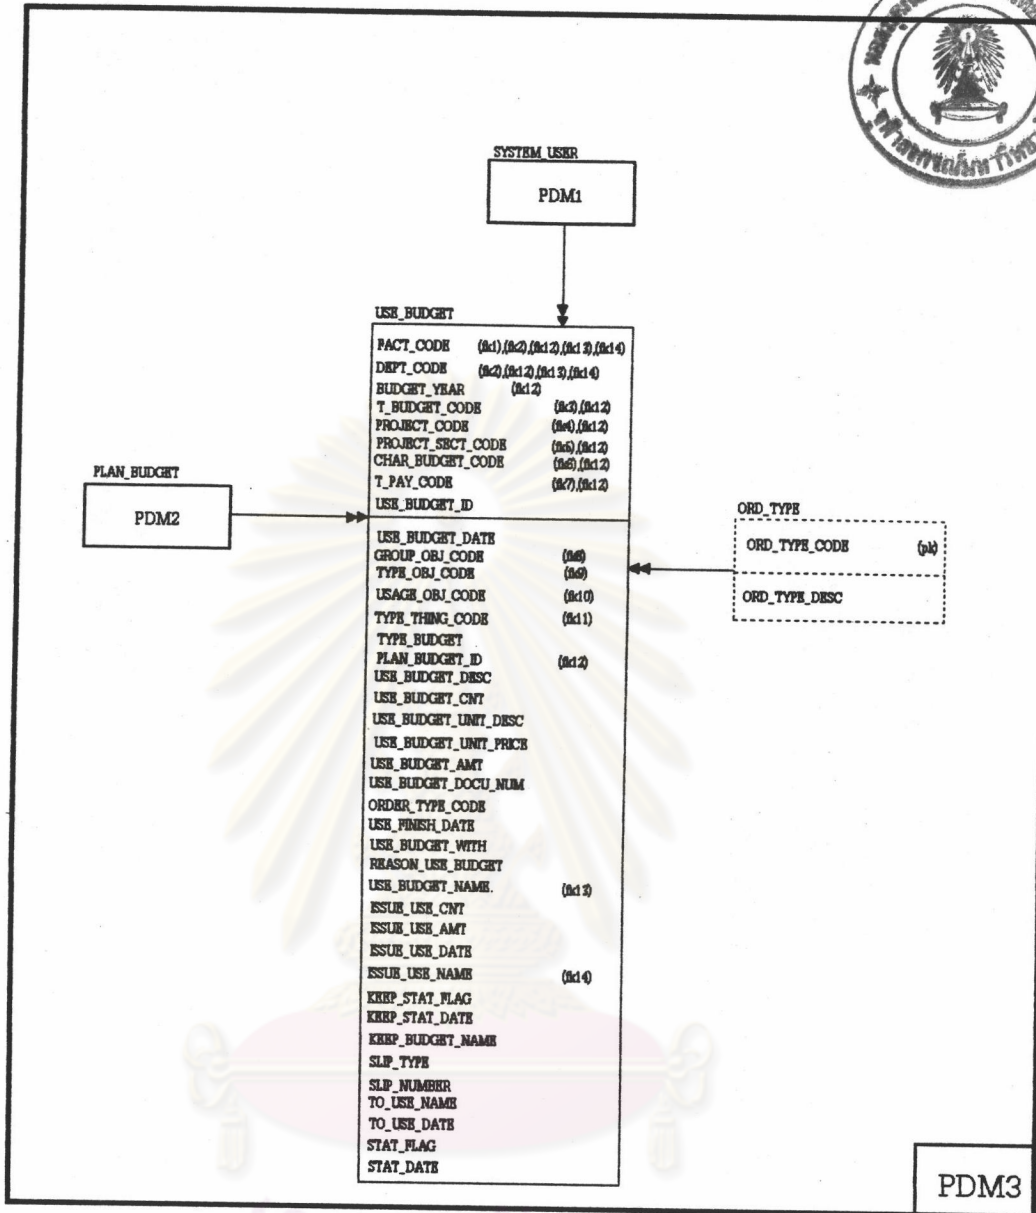 SYSTEM_USER
PDM1
USE_BUDGET
FACT_CODE (fk1),(fk2),(fk12),(fk13),(fk14)
DEPT_CODE (fk2),(fk12),(fk13),(fk14)
BUDGET_YEAR (fk12)
T_BUDGET_CODE (fk3),(fk12)
PROJECT_CODE (fk4),(fk12)
PROJECT_SECT_CODE (fk5),(fk12)
CHAR_BUDGET_CODE (fk6),(fk12)
T_PAY_CODE (fk7),(fk12)
USE_BUDGET_ID
PLAN_BUDGET
PDM2
USE_BUDGET_DATE
GROUP_OBJ_CODE (fk8)
TYPE_OBJ_CODE (fk9)
USAGE_OBJ_CODE (fk10)
TYPE_THING_CODE (fk11)
TYPE_BUDGET
PLAN_BUDGET_ID (fk12)
USE_BUDGET_DESC
USE_BUDGET_CNT
USE_BUDGET_UNIT_DESC
USE_BUDGET_UNIT_PRICE
USE_BUDGET_AMT
USE_BUDGET_DOCU_NUM
ORDER_TYPE_CODE
USE_FINISH_DATE
USE_BUDGET_WITH
REASON_USE_BUDGET
USE_BUDGET_NAME. (fk13)
ISSUE_USE_CNT
ISSUE_USE_AMT
ISSUE_USE_DATE
ISSUE_USE_NAME (fk14)
KEEP_STAT_FLAG
KEEP_STAT_DATE
KEEP_BUDGET_NAME
SLIP_TYPE
SLIP_NUMBER
TO_USE_NAME
TO_USE_DATE
STAT_FLAG
STAT_DATE
ORD_TYPE
ORD_TYPE_CODE (pk)
ORD_TYPE_DESC
PDM3